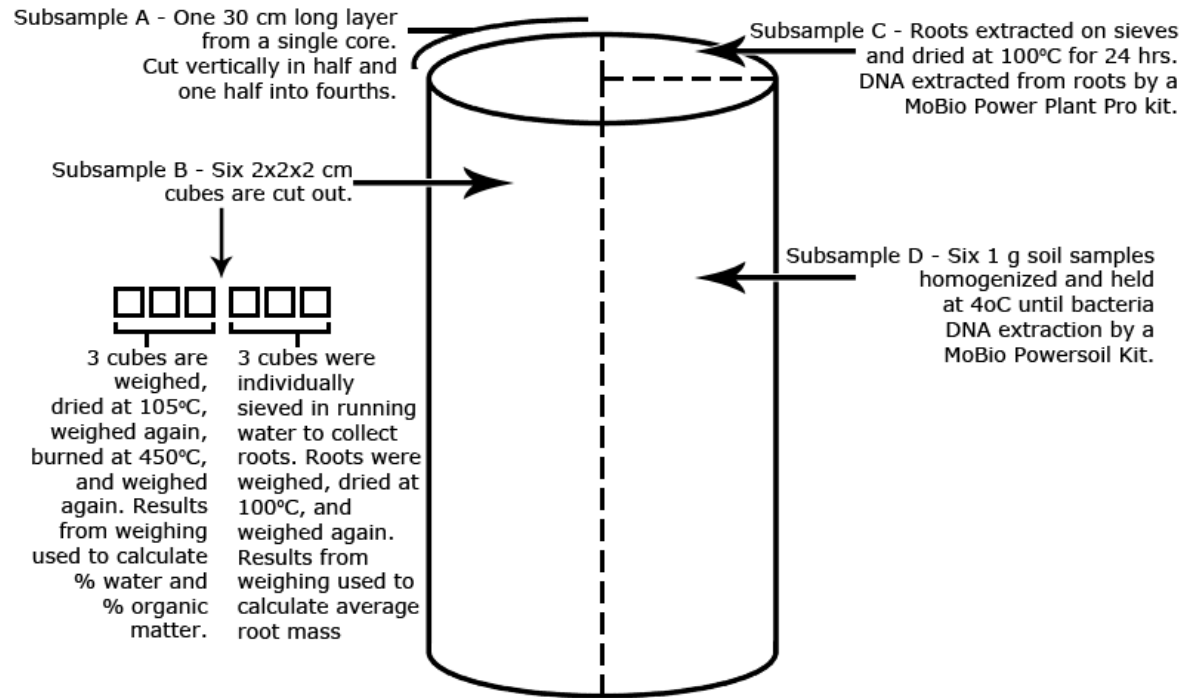 Subsample A - One 30 cm long layer
from a single core.
Cut vertically in half and
one half into fourths.
Subsample C - Roots extracted on sieves
and dried at 100ºC for 24 hrs.
DNA extracted from roots by a
MoBio Power Plant Pro kit.
Subsample B - Six 2x2x2 cm
cubes are cut out.
Subsample D - Six 1 g soil samples
homogenized and held
at 4oC until bacteria
DNA extraction by a
MoBio Powersoil Kit.
3 cubes are
weighed,
dried at 105ºC,
weighed again,
burned at 450ºC,
and weighed
again. Results
from weighing
used to calculate
% water and
% organic
matter.
3 cubes were
individually
sieved in running
water to collect
roots. Roots were
weighed, dried at
100ºC, and
weighed again.
Results from
weighing used to
calculate average
root mass